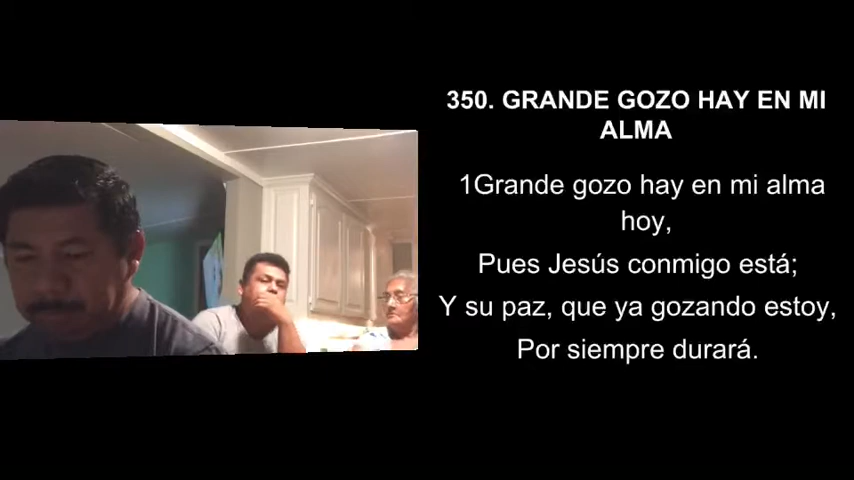 350. GRANDE GOZO HAY EN MI
ALMA
1Grande gozo hay en mi alma
hoy,
Pues Jesús conmigo está;
Y su paz, que ya gozando estoy,
Por siempre durará.